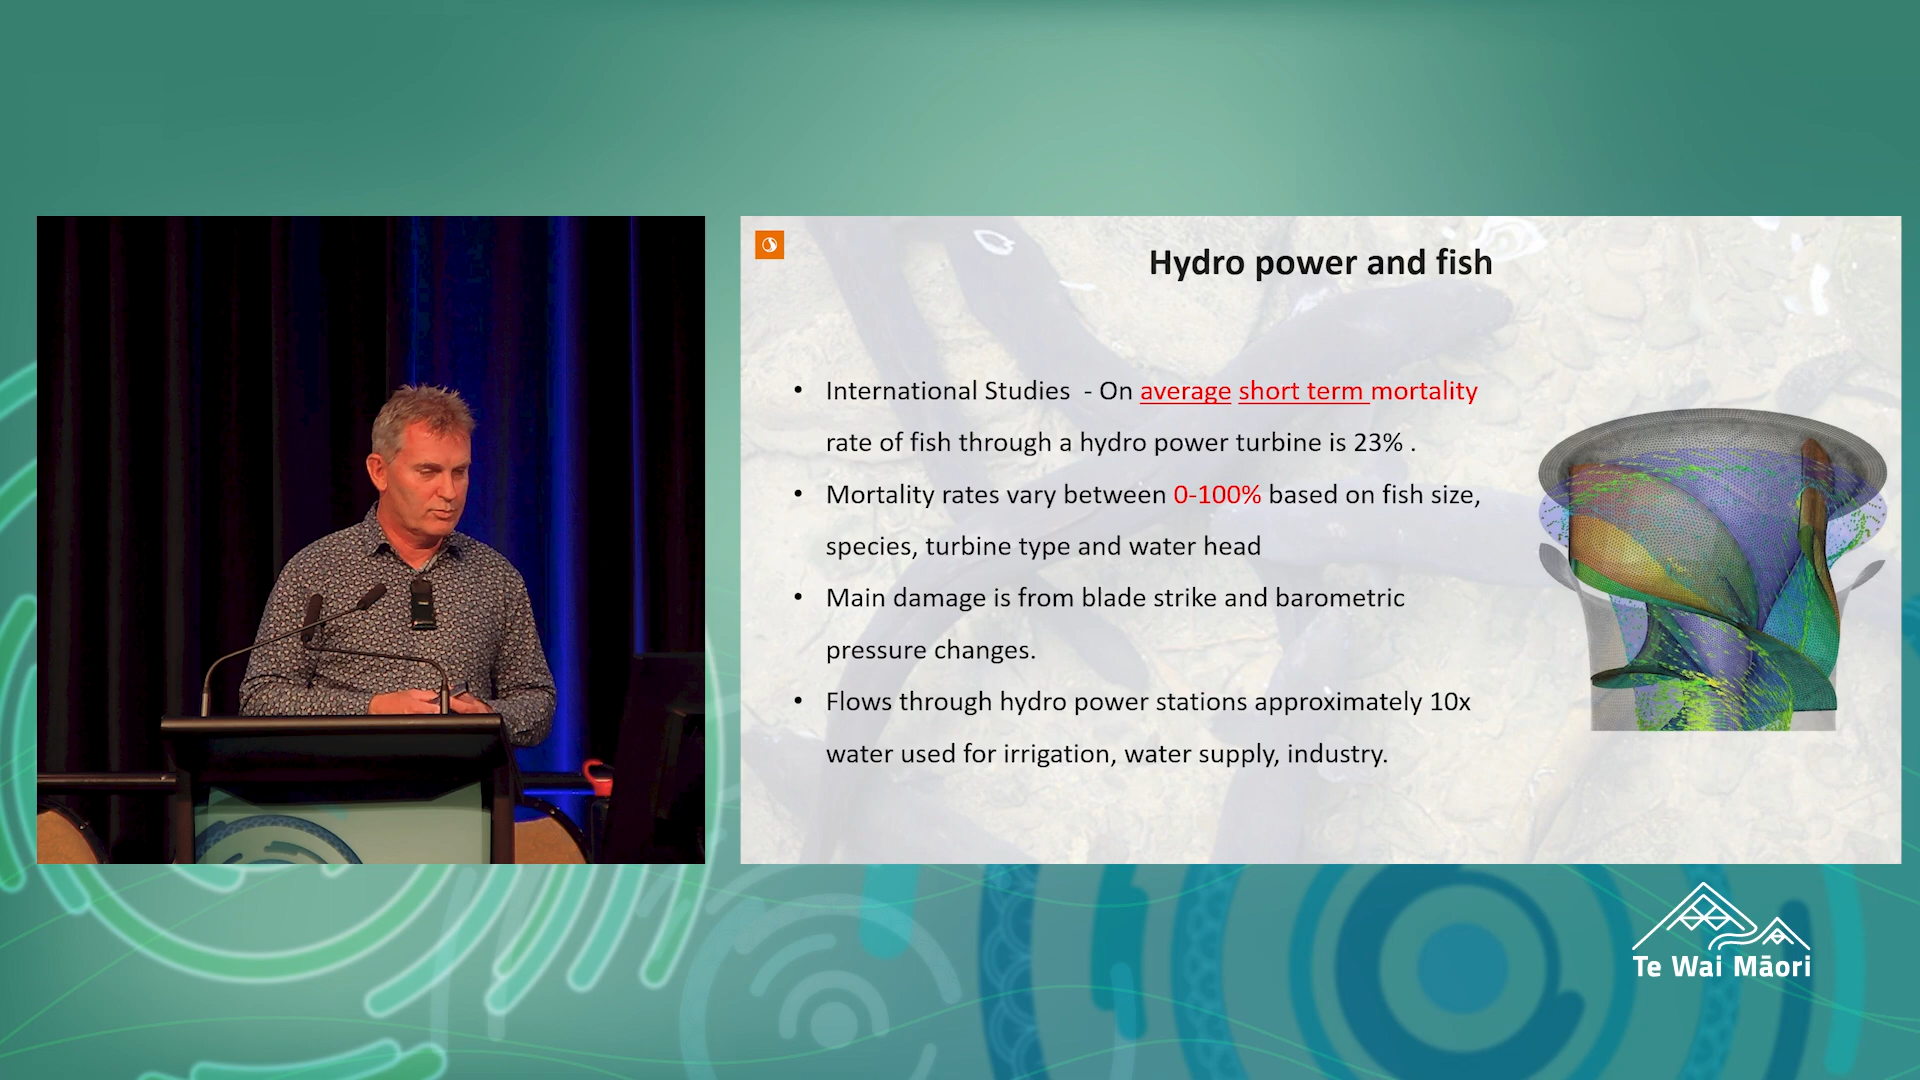 Hydro power and fish
• International Studies - On average short term mortality
rate of fish through a hydro power turbine is 23% .
• Mortality rates vary between 0-100% based on fish size,
species, turbine type and water head
• Main damage is from blade strike and barometric
pressure changes.
• Flows through hydro power stations approximately 10x
water used for irrigation, water supply, industry.
Te Wai Māori